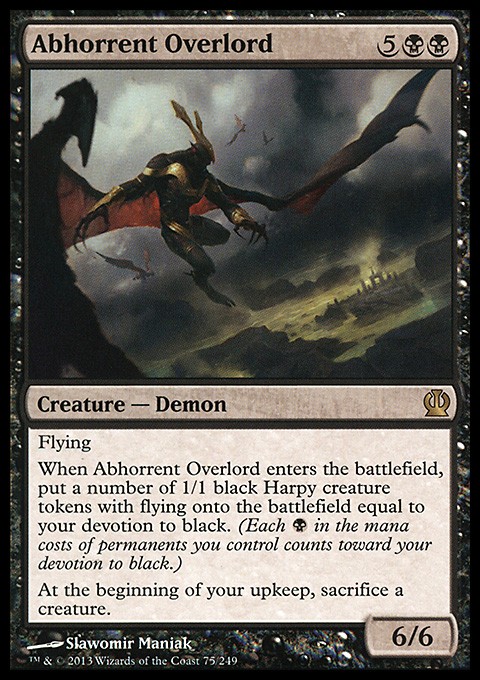 Abhorrent Overlord 5
Creature — Demon
Flying
When Abhorrent Overlord enters the battlefield,
put a number of 1/1 black Harpy creature
tokens with flying onto the battlefield equal to
your devotion to black. (Each in the mana
costs of permanents you control counts toward your
devotion to black.)
At the beginning of your upkeep, sacrifice a
creature.
Slawomir Maniak
6/6
™ & © 2013 Wizards of the Coast 75/249